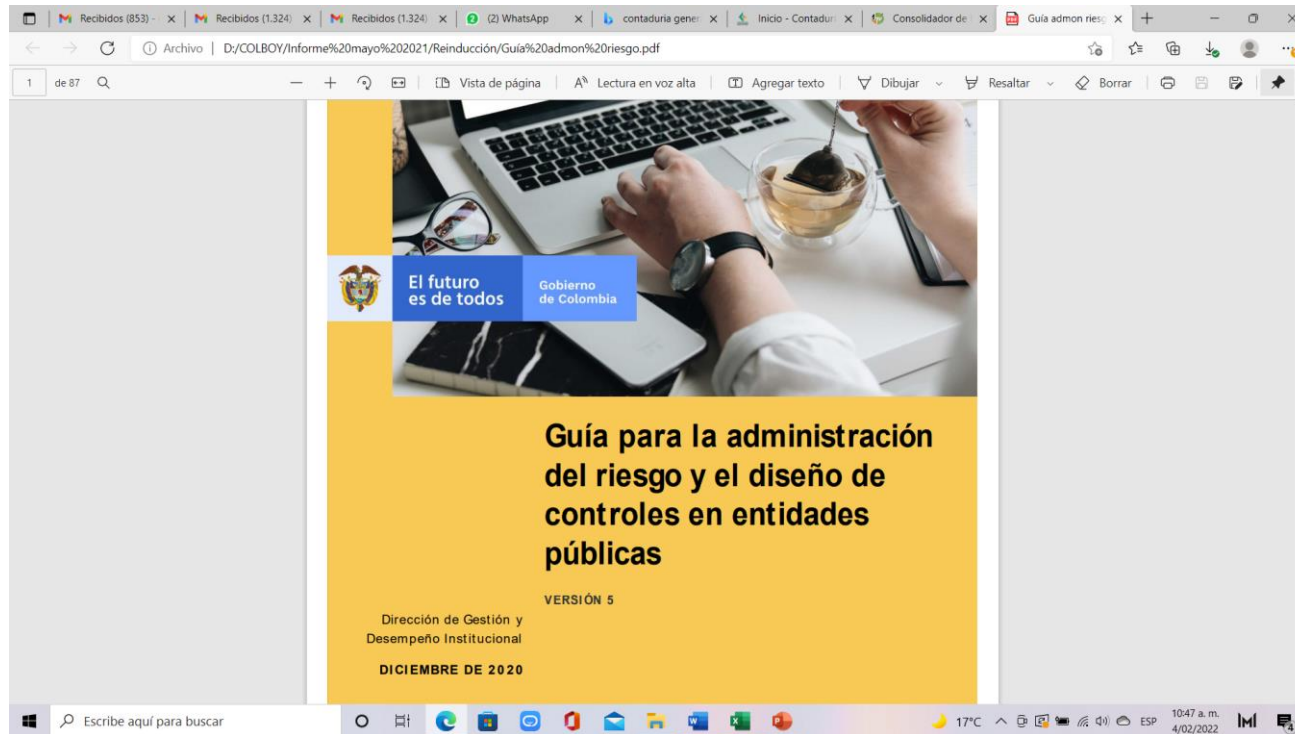 Recibidos (853) -
Recibidos (1.324)
Recibidos (1.324)
(2) WhatsApp
contaduria gener
Inicio - Contadurí
Consolidador de
Guía admon riesg
Archivo | D:/COLBOY/Informe%20mayo%202021/Reinducción/Guía%20admon%20riesgo.pdf
1 de 87
Vista de página
Lectura en voz alta
Agregar texto
Dibujar
Resaltar
Borrar
El futuro
es de todos
Gobierno
de Colombia
Guía para la administración
del riesgo y el diseño de
controles en entidades
públicas
VERSIÓN 5
Dirección de Gestión y
Desempeño Institucional
DICIEMBRE DE 2020
Escribe aquí para buscar
17°C
ESP
10:47 a. m.
4/02/2022